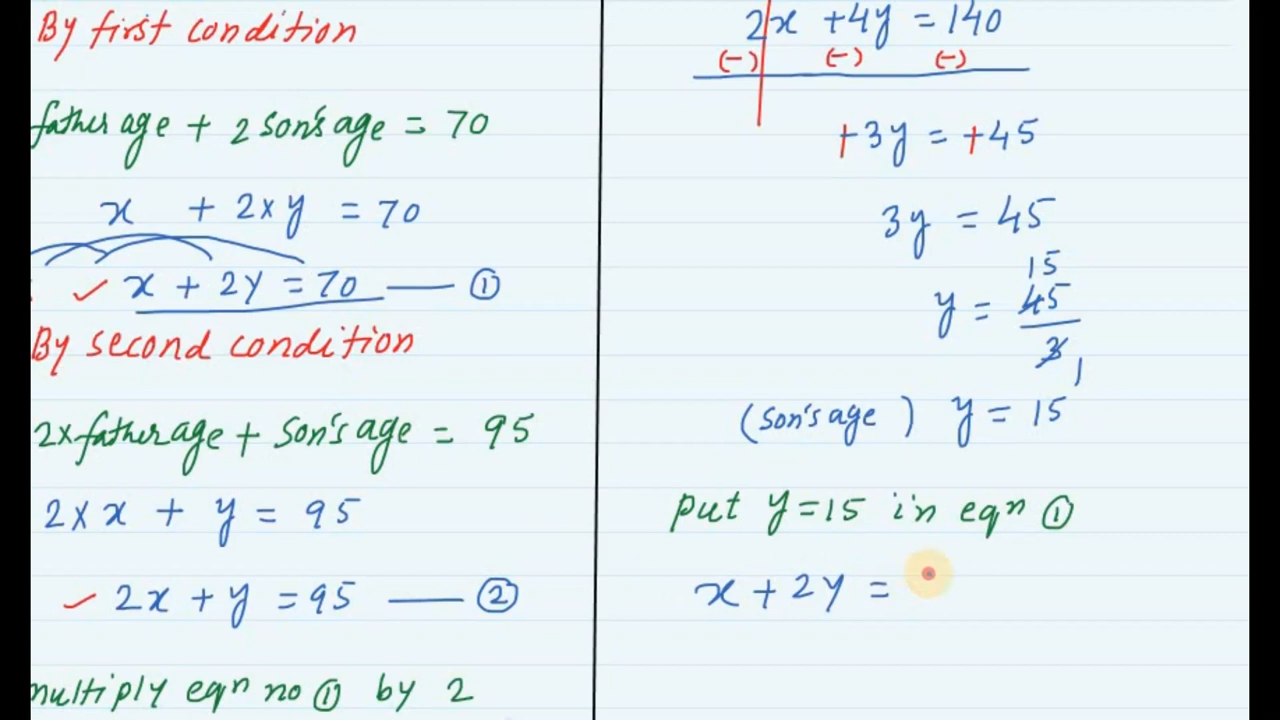 By first condition
father age + 2 son's age = 70
x + 2xy = 70
✓ x + 2y = 70 —— ①
By second condition
2xfather age + son's age = 95
2 x x + y = 95
✓ 2x + y = 95 —— ②
multiply eqn no ① by 2
2x + 4y = 140
(-) (-) (-)
+3y = +45
3y = 45
15
y = 45
3 1
(son's age) y = 15
put y=15 in eqn ①
x + 2y =